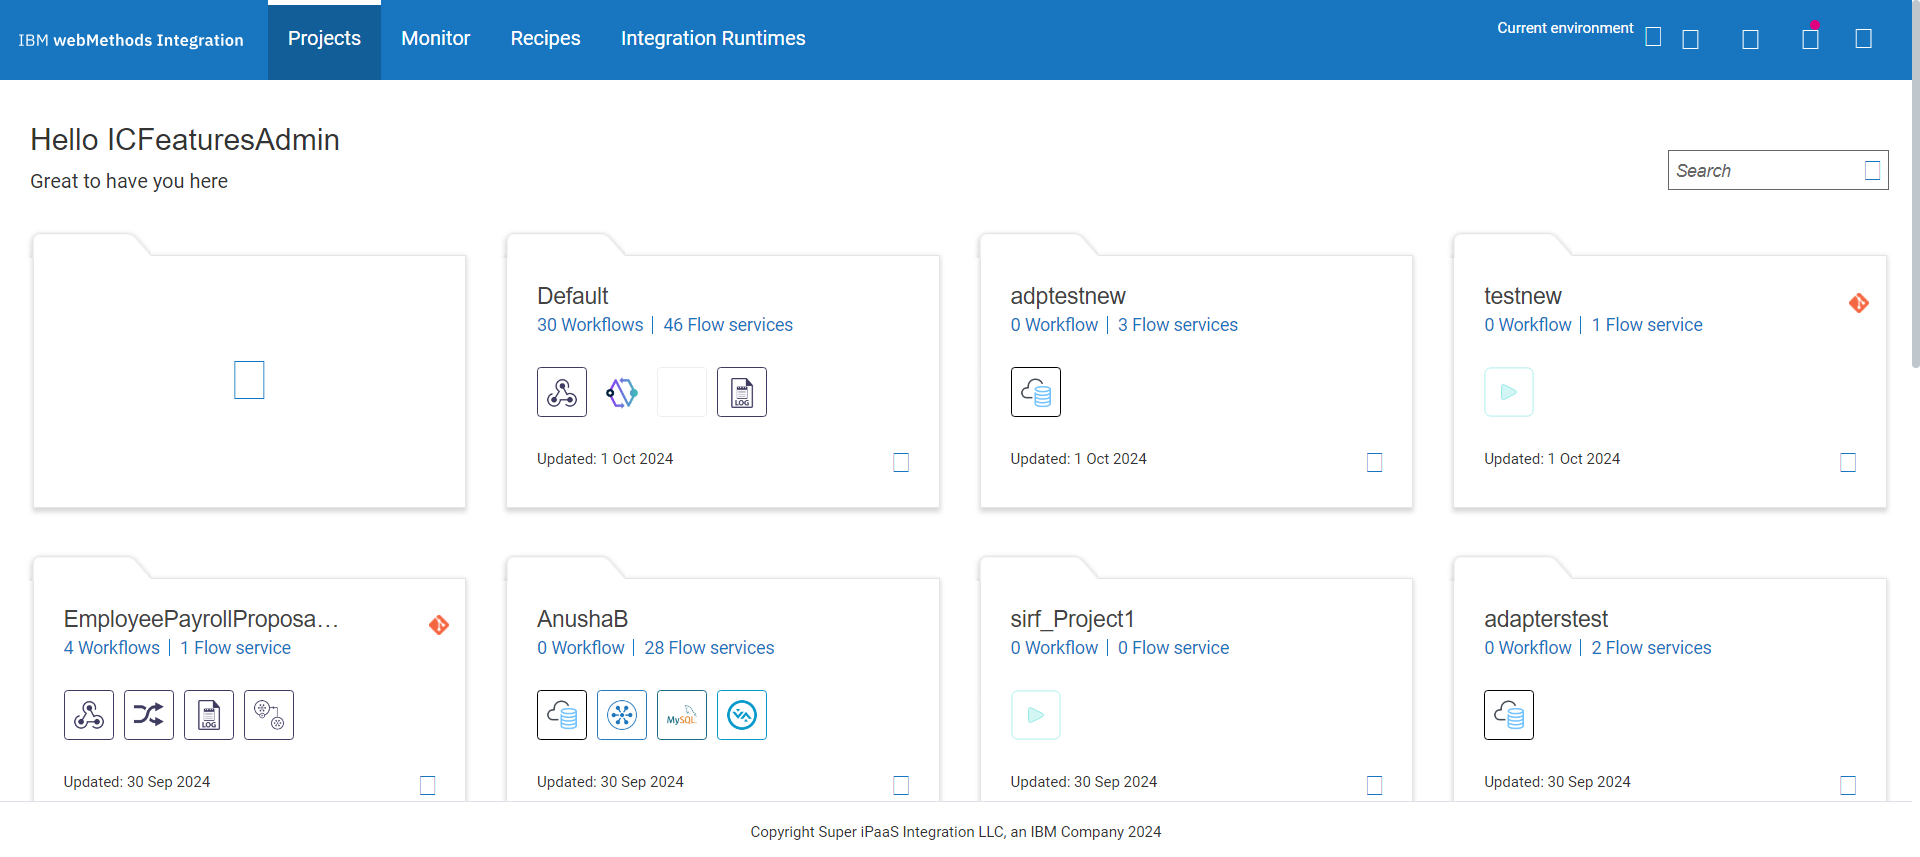 IBM webMethods Integration
Projects
Monitor
Recipes
Integration Runtimes
Current environment
Hello ICFeaturesAdmin
Great to have you here
Search
Default
30 Workflows | 46 Flow services
LOG
Updated: 1 Oct 2024
adptestnew
0 Workflow | 3 Flow services
Updated: 1 Oct 2024
testnew
0 Workflow | 1 Flow service
Updated: 1 Oct 2024
EmployeePayrollProposa...
4 Workflows | 1 Flow service
LOG
Updated: 30 Sep 2024
AnushaB
0 Workflow | 28 Flow services
MySQL
Updated: 30 Sep 2024
sirf_Project1
0 Workflow | 0 Flow service
Updated: 30 Sep 2024
adapterstest
0 Workflow | 2 Flow services
Updated: 30 Sep 2024
Copyright Super iPaaS Integration LLC, an IBM Company 2024